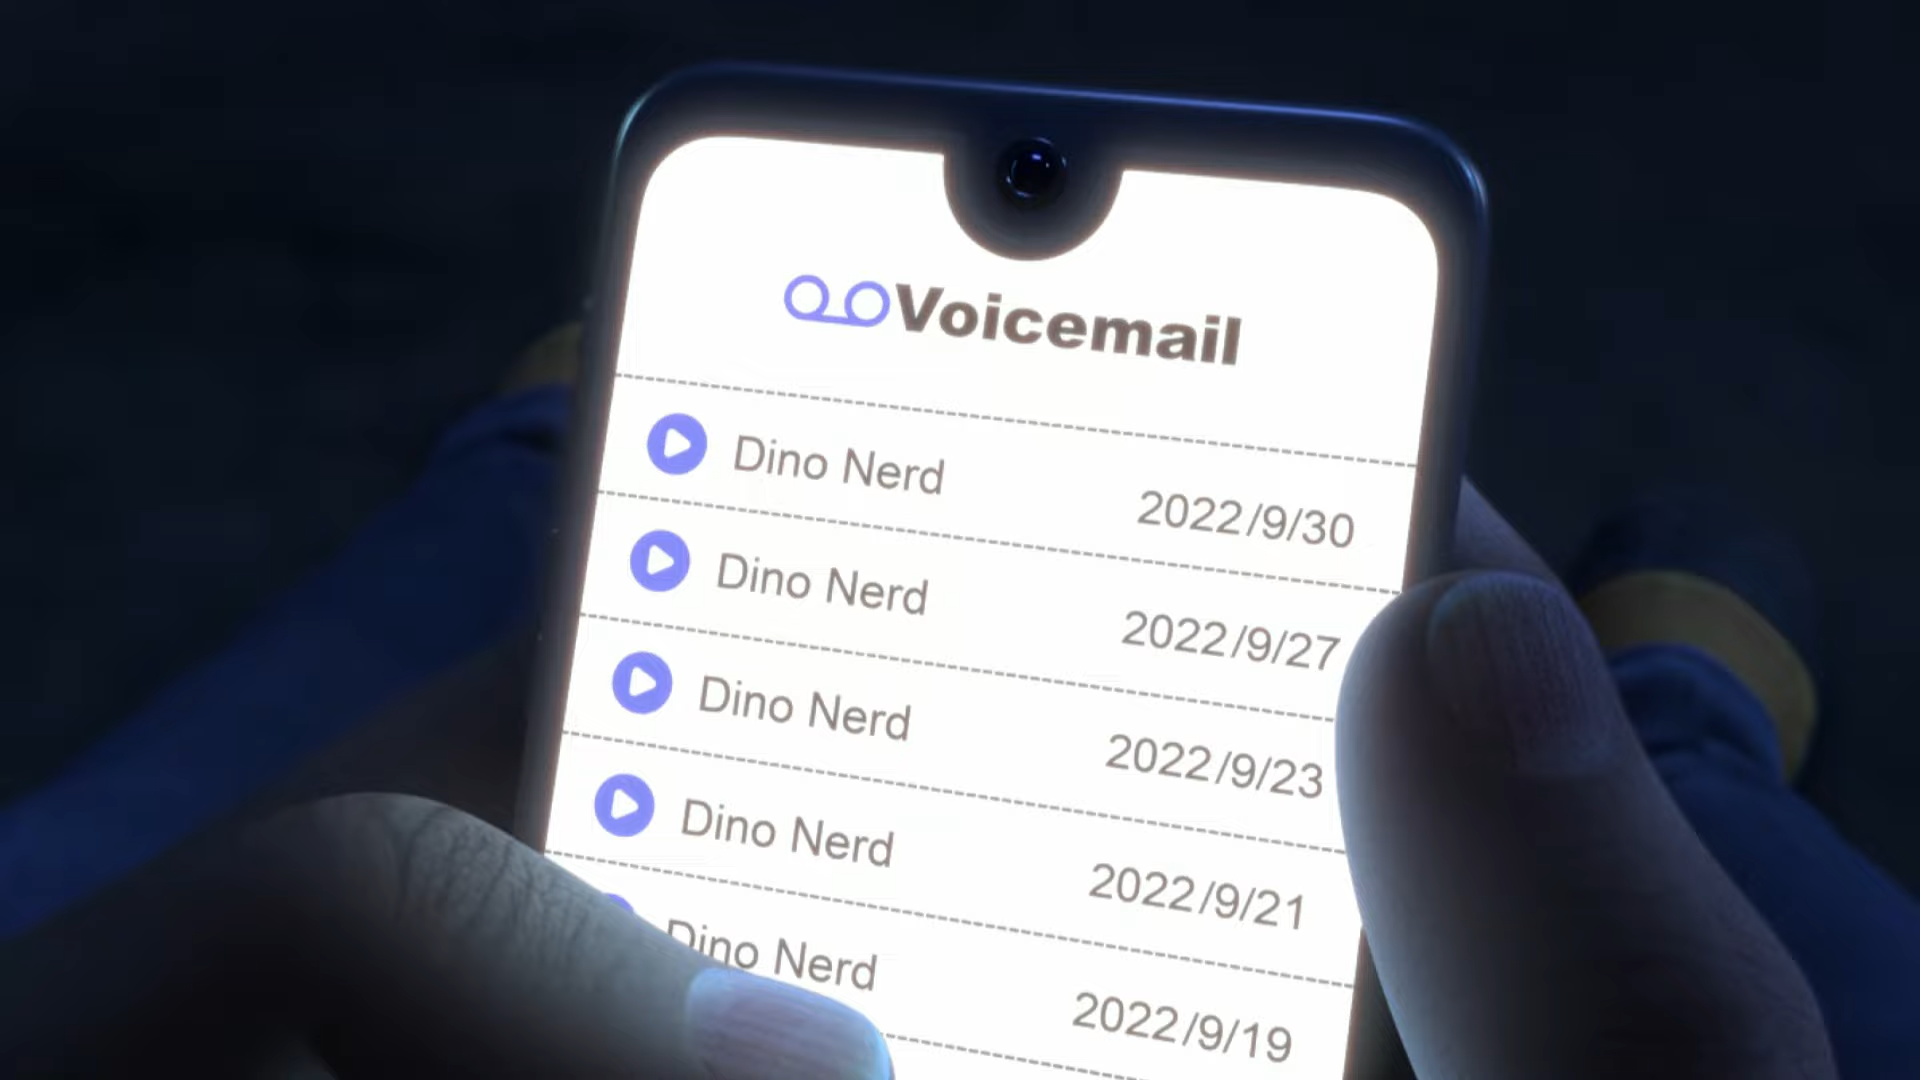 Voicemail
Dino Nerd 2022/9/30
Dino Nerd 2022/9/27
Dino Nerd 2022/9/23
Dino Nerd 2022/9/21
Dino Nerd 2022/9/19